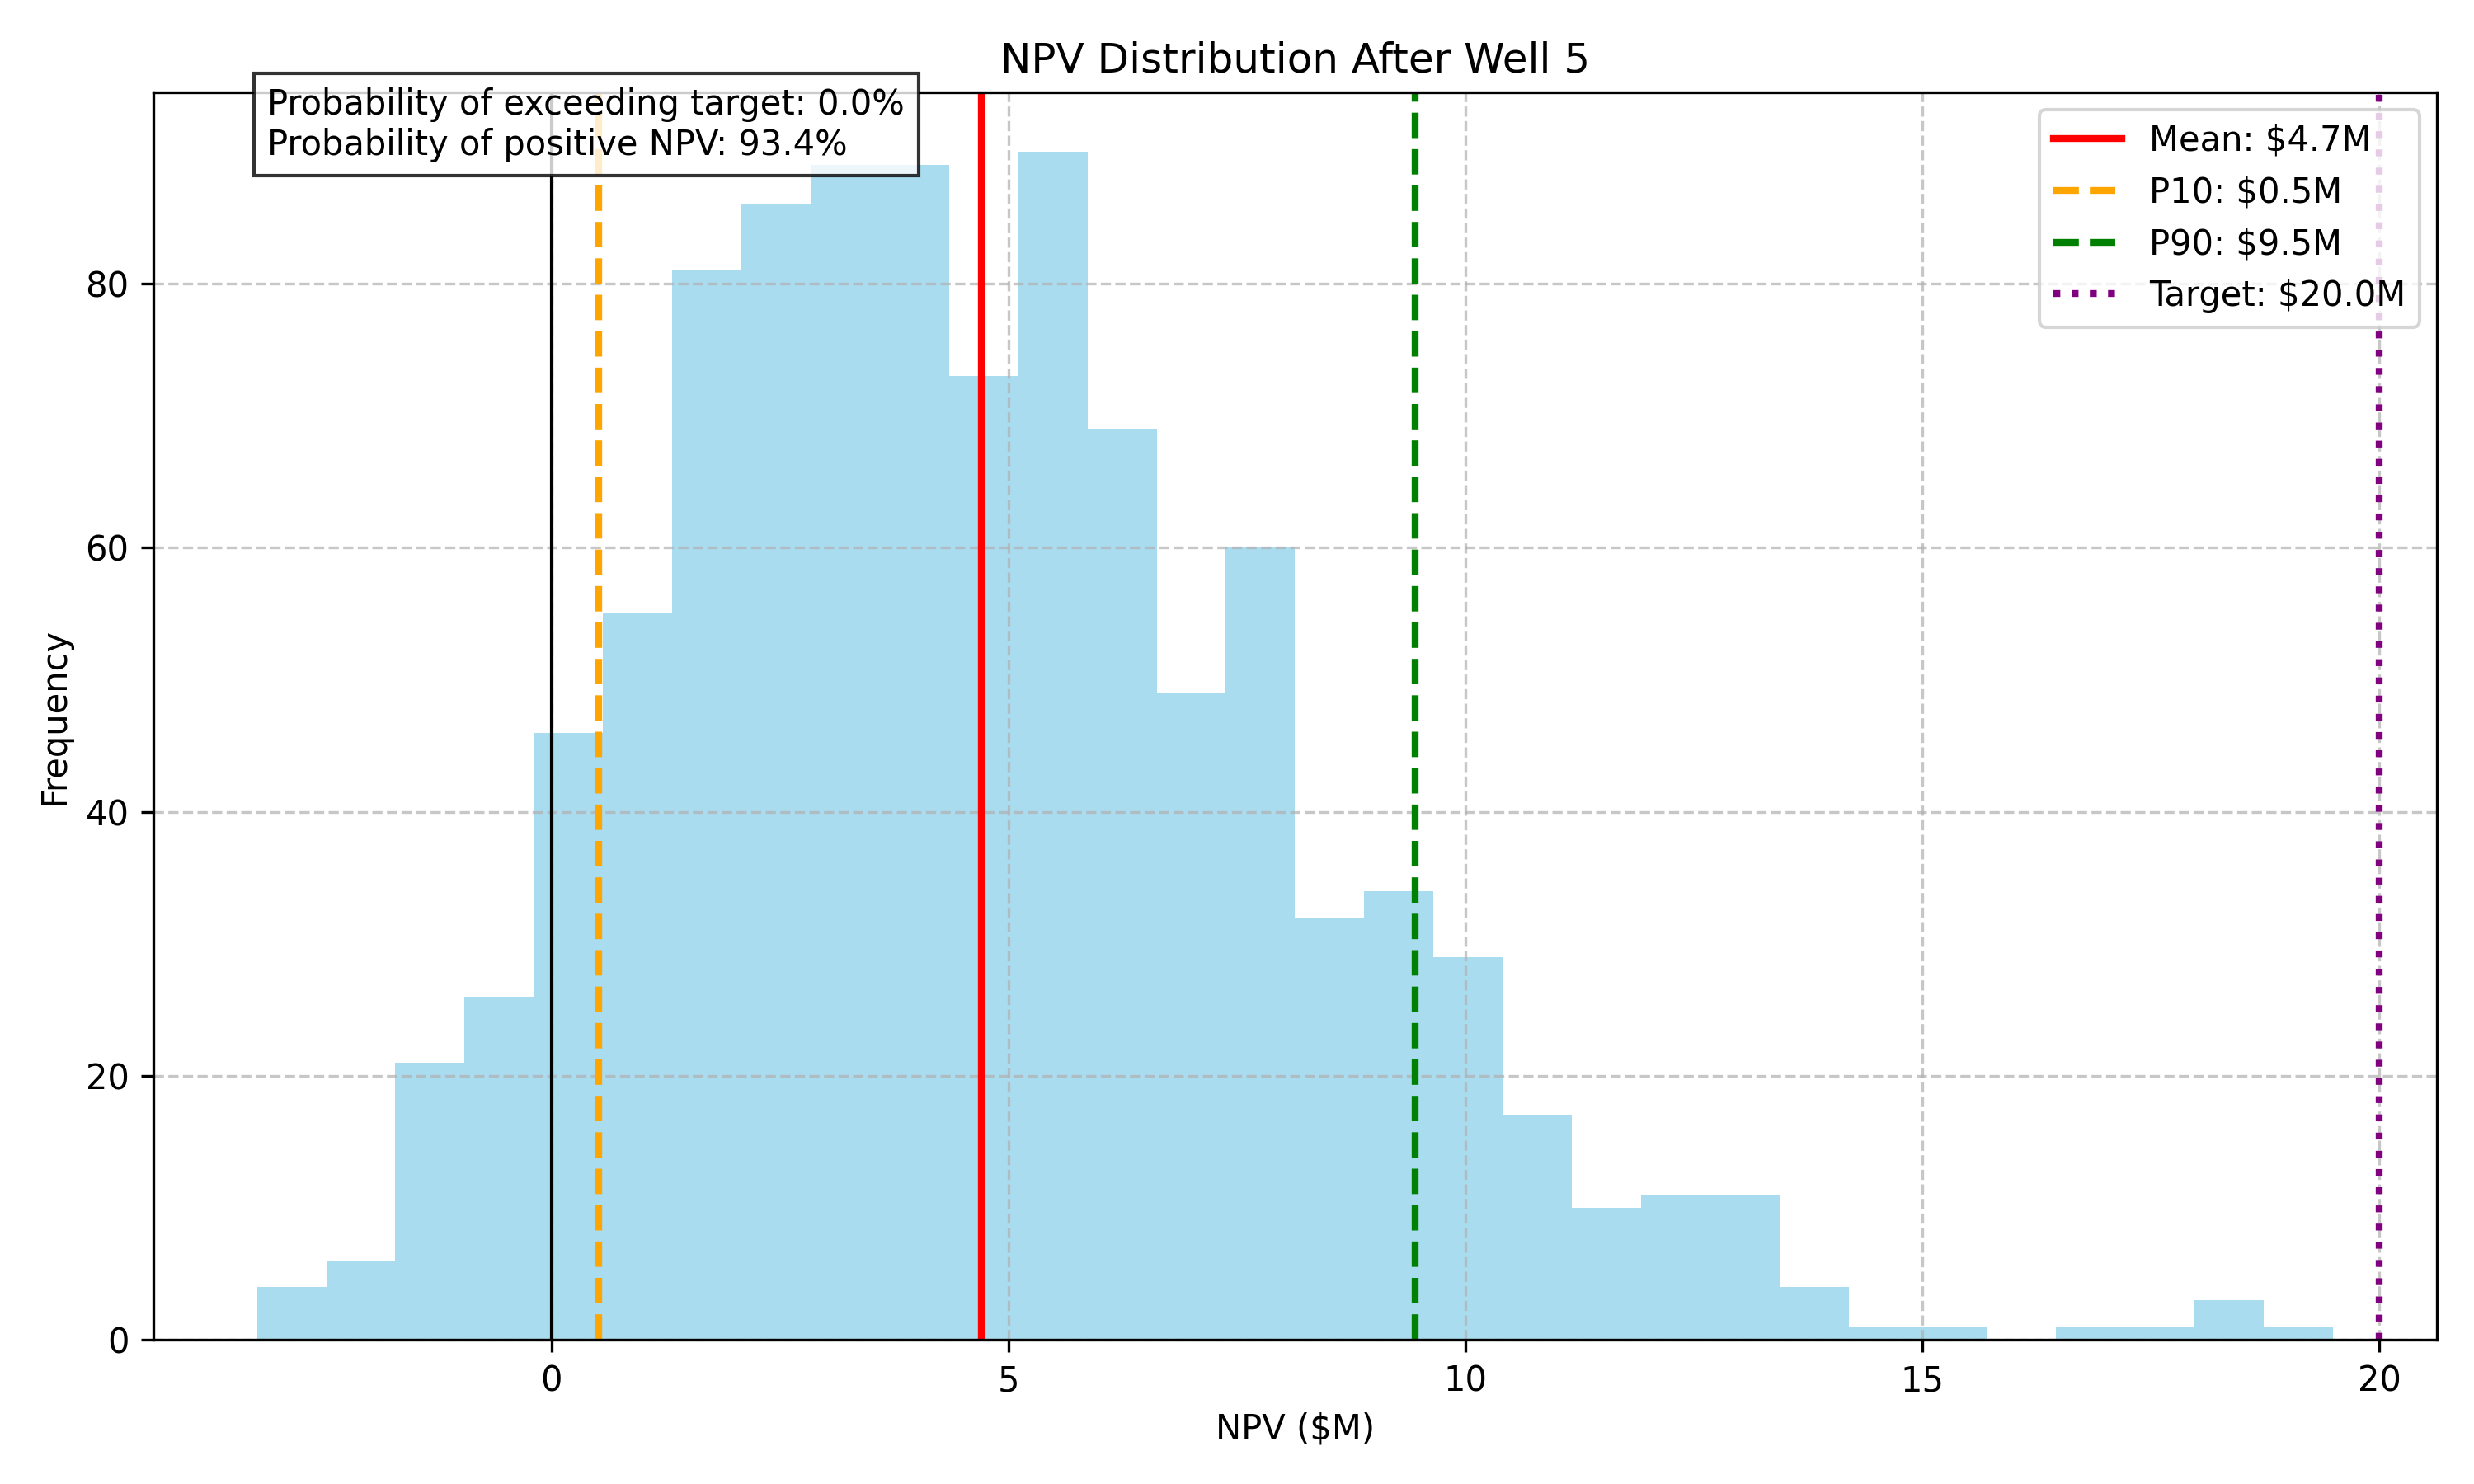 NPV Distribution After Well 5
Probability of exceeding target: 0.0%
Probability of positive NPV: 93.4%
Mean: $4.7M
P10: $0.5M
P90: $9.5M
Target: $20.0M
Frequency
80
60
40
20
0
0 5 10 15 20
NPV ($M)